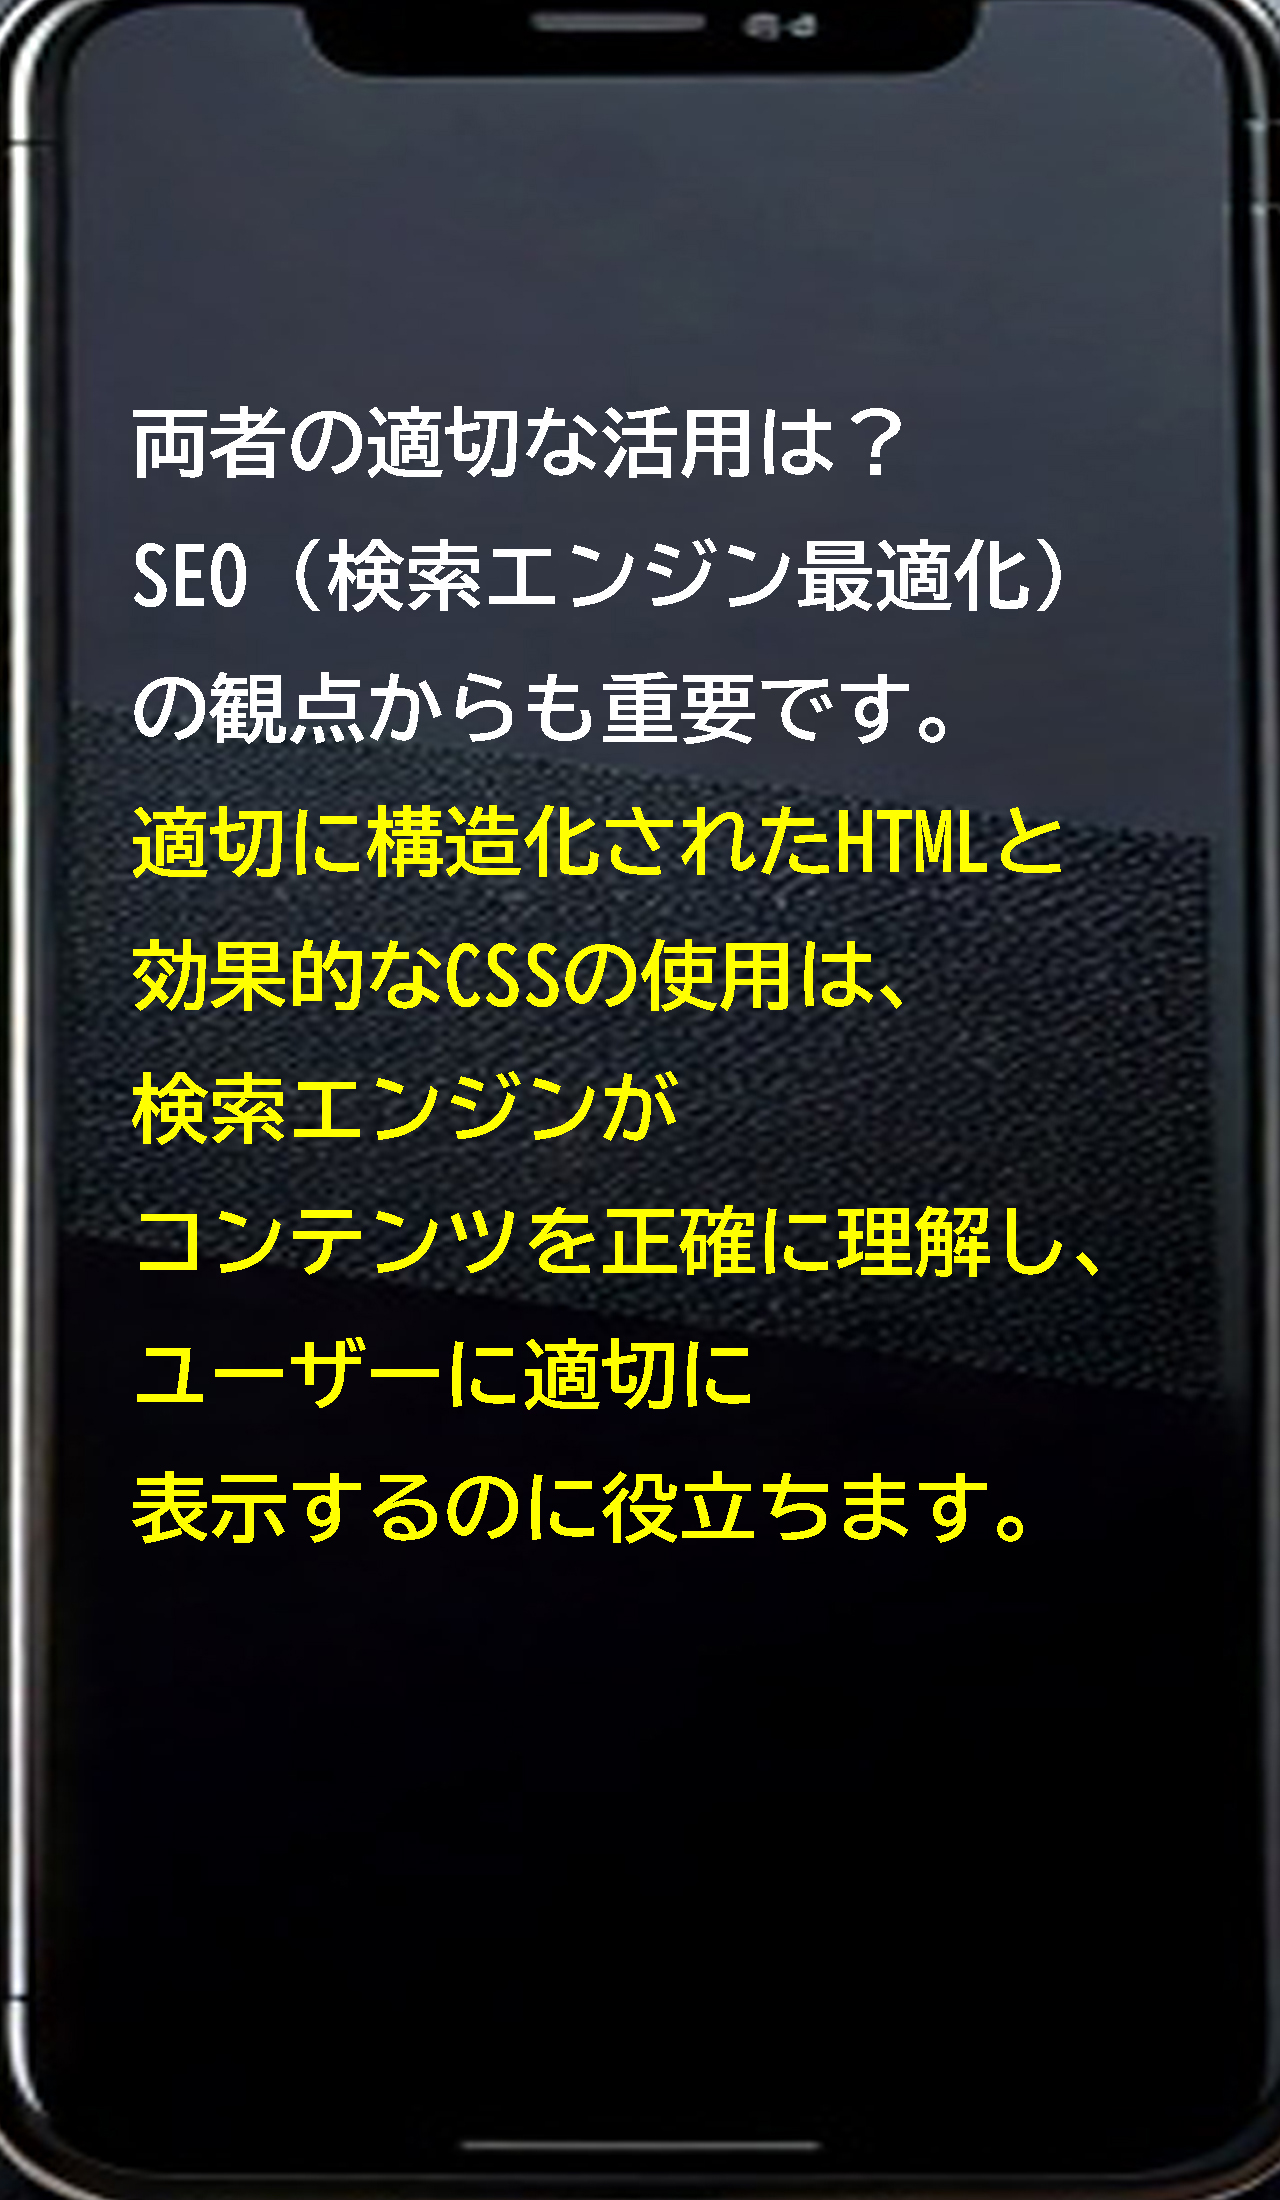 両者の適切な活用は？
SEO（検索エンジン最適化）
の観点からも重要です。
適切に構造化されたHTMLと
効果的なCSSの使用は、
検索エンジンが
コンテンツを正確に理解し、
ユーザーに適切に
表示するのに役立ちます。